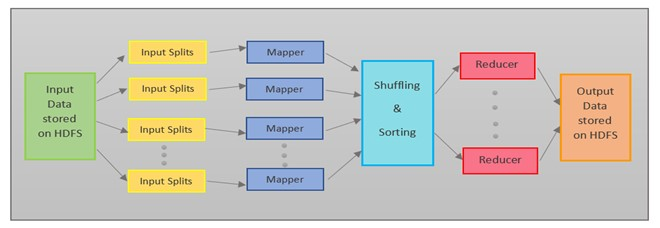 Input
Data
stored
on HDFS
Input Splits
Input Splits
Input Splits
Input Splits
Mapper
Mapper
Mapper
Mapper
Shuffling
&
Sorting
Reducer
Reducer
Output
Data
stored
on HDFS